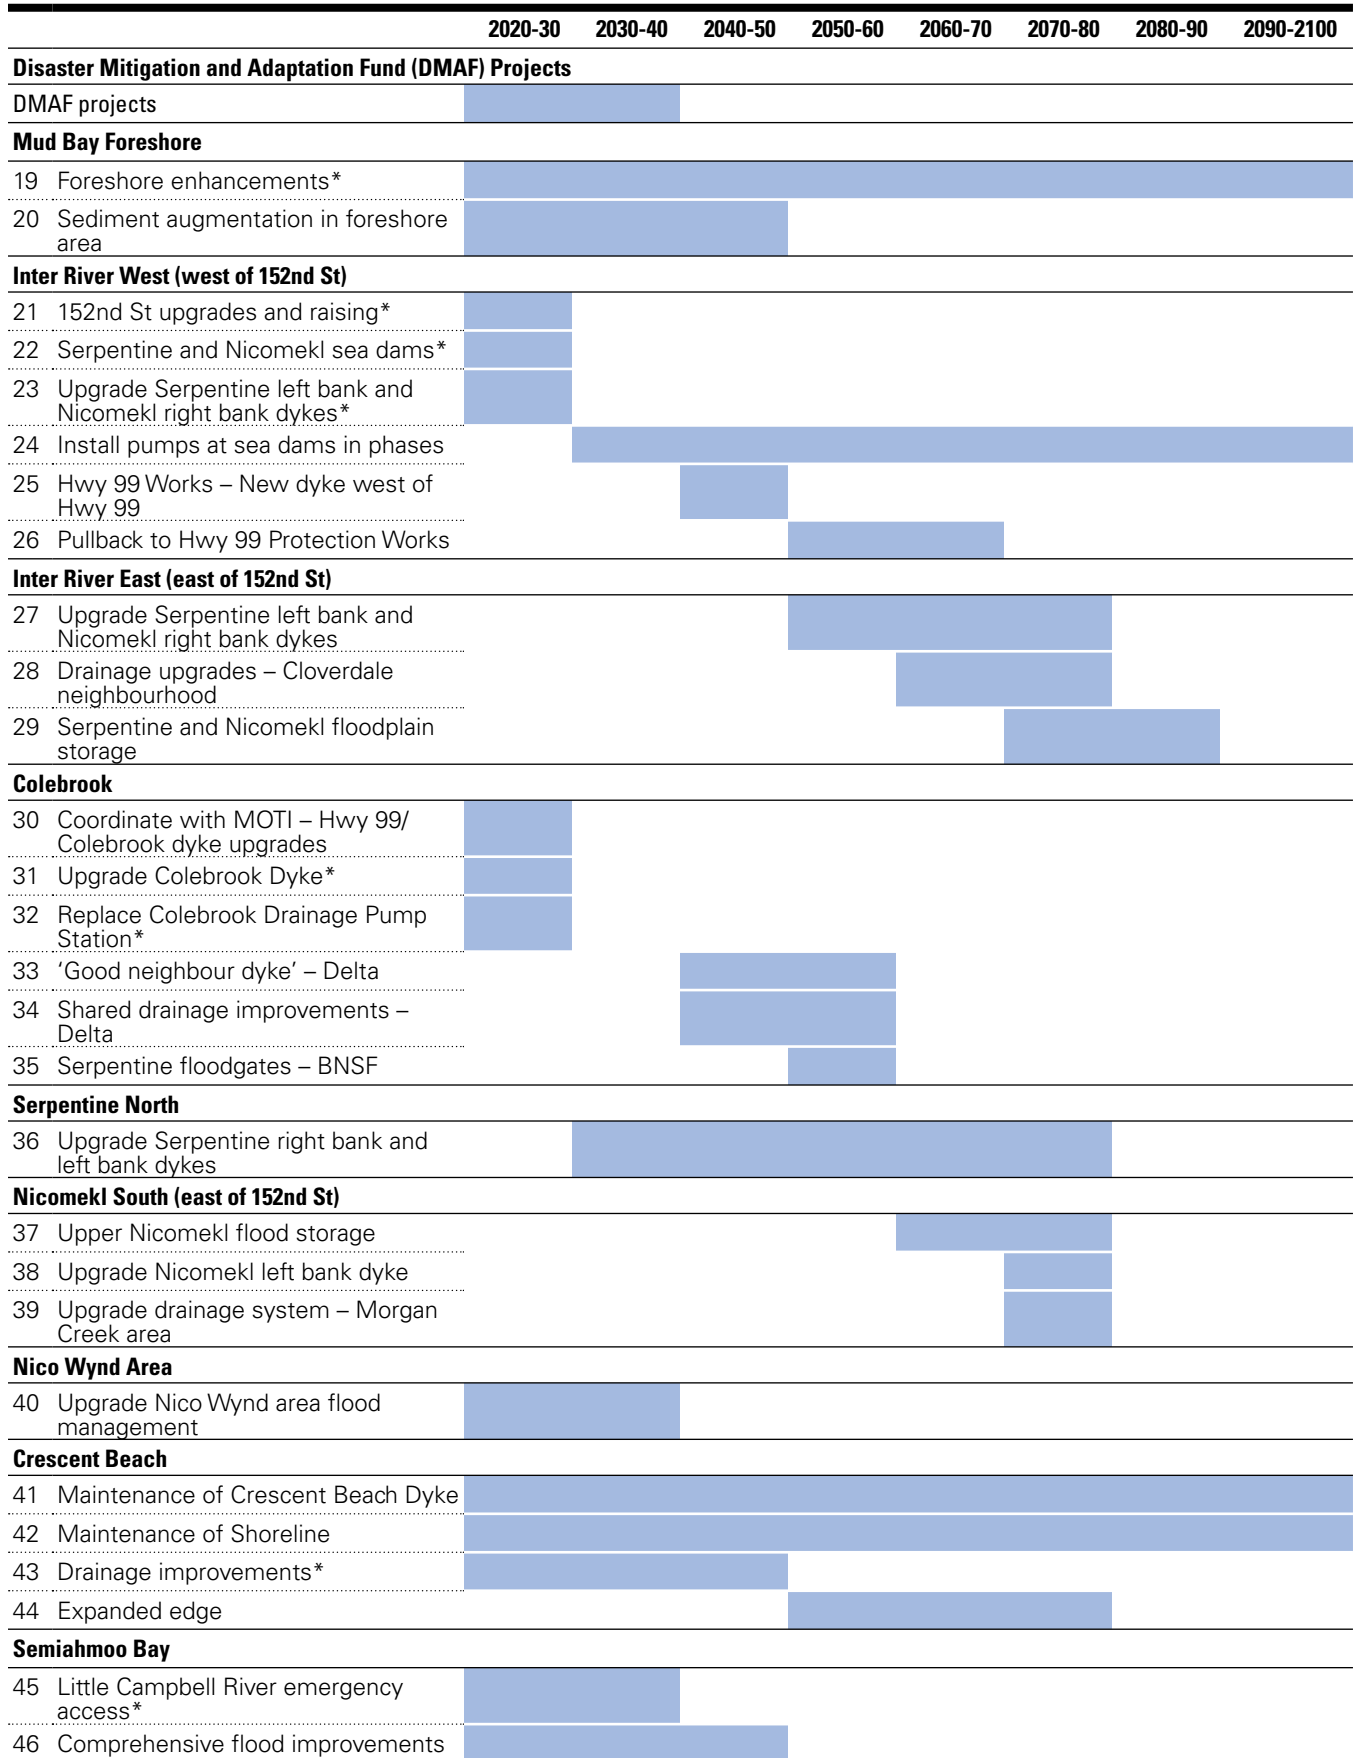 2020-30 2030-40 2040-50 2050-60 2060-70 2070-80 2080-90 2090-2100
Disaster Mitigation and Adaptation Fund (DMAF) Projects
DMAF projects
Mud Bay Foreshore
19 Foreshore enhancements*
20 Sediment augmentation in foreshore
area
Inter River West (west of 152nd St)
21 152nd St upgrades and raising*
22 Serpentine and Nicomekl sea dams*
23 Upgrade Serpentine left bank and
Nicomekl right bank dykes*
24 Install pumps at sea dams in phases
25 Hwy 99 Works – New dyke west of
Hwy 99
26 Pullback to Hwy 99 Protection Works
Inter River East (east of 152nd St)
27 Upgrade Serpentine left bank and
Nicomekl right bank dykes
28 Drainage upgrades – Cloverdale
neighbourhood
29 Serpentine and Nicomekl floodplain
storage
Colebrook
30 Coordinate with MOTI – Hwy 99/
Colebrook dyke upgrades
31 Upgrade Colebrook Dyke*
32 Replace Colebrook Drainage Pump
Station*
33 ‘Good neighbour dyke’ – Delta
34 Shared drainage improvements –
Delta
35 Serpentine floodgates – BNSF
Serpentine North
36 Upgrade Serpentine right bank and
left bank dykes
Nicomekl South (east of 152nd St)
37 Upper Nicomekl flood storage
38 Upgrade Nicomekl left bank dyke
39 Upgrade drainage system – Morgan
Creek area
Nico Wynd Area
40 Upgrade Nico Wynd area flood
management
Crescent Beach
41 Maintenance of Crescent Beach Dyke
42 Maintenance of Shoreline
43 Drainage improvements*
44 Expanded edge
Semiahmoo Bay
45 Little Campbell River emergency
access*
46 Comprehensive flood improvements